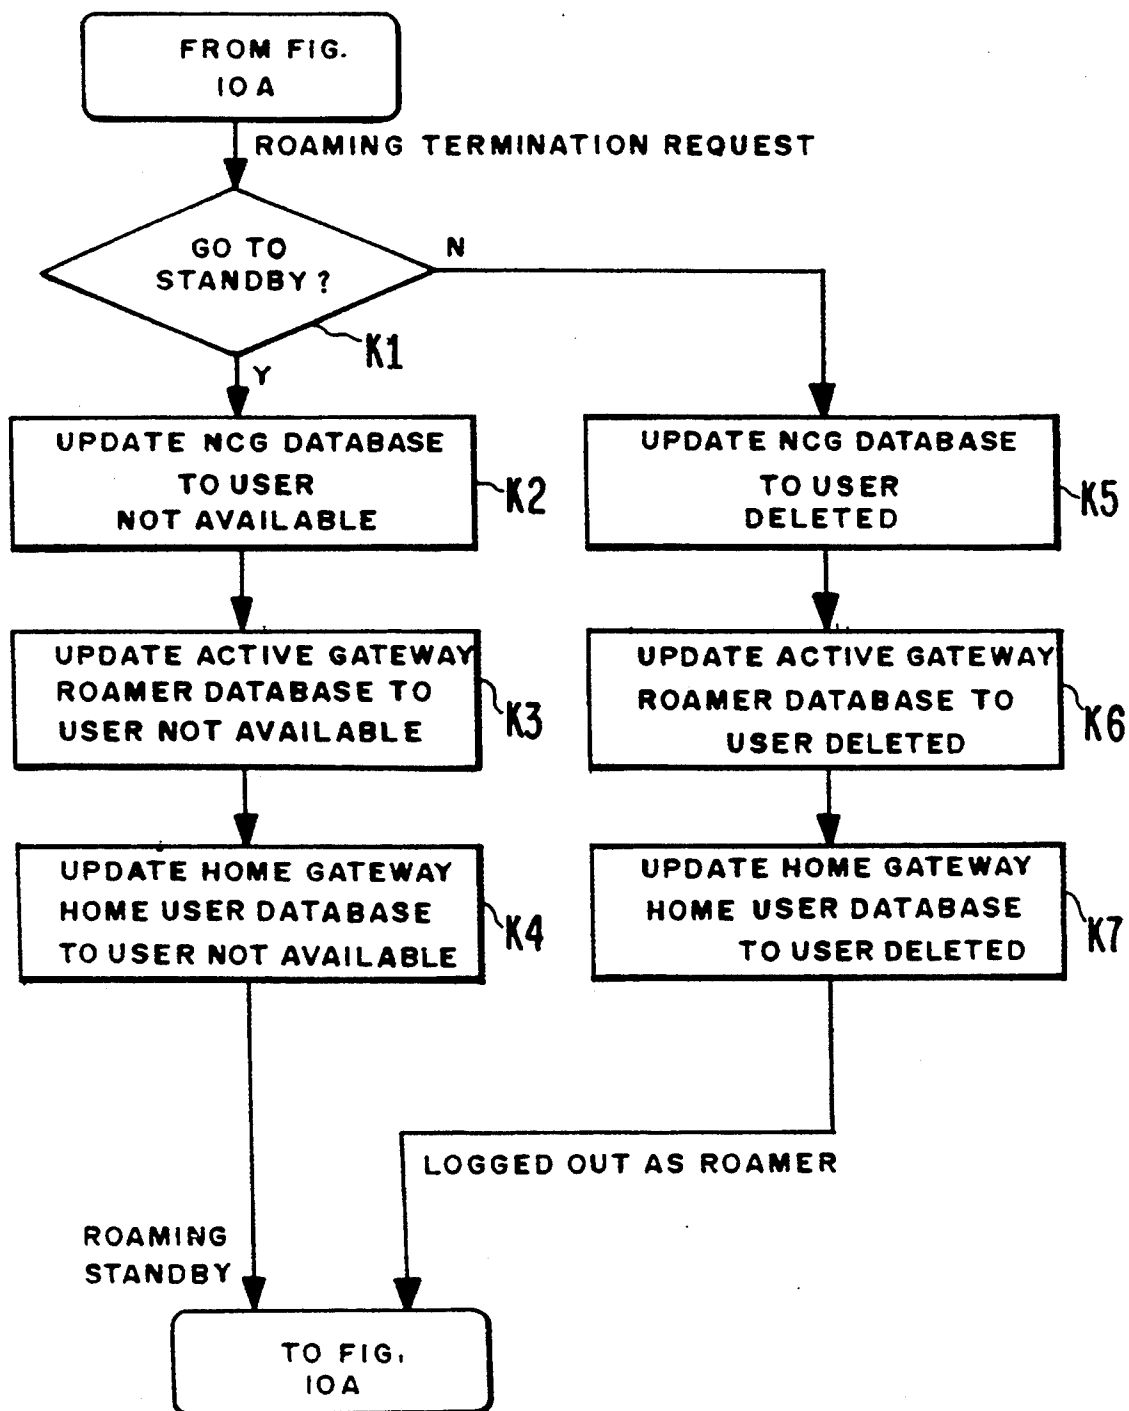 FROM FIG.
10A
ROAMING TERMINATION REQUEST
GO TO
STANDBY?
N
K1
Y
UPDATE NCG DATABASE
TO USER
NOT AVAILABLE
K2
UPDATE NCG DATABASE
TO USER
DELETED
K5
UPDATE ACTIVE GATEWAY
ROAMER DATABASE TO
USER NOT AVAILABLE
K3
UPDATE ACTIVE GATEWAY
ROAMER DATABASE TO
USER DELETED
K6
UPDATE HOME GATEWAY
HOME USER DATABASE
TO USER NOT AVAILABLE
K4
UPDATE HOME GATEWAY
HOME USER DATABASE
TO USER DELETED
K7
LOGGED OUT AS ROAMER
ROAMING
STANDBY
TO FIG.
10A